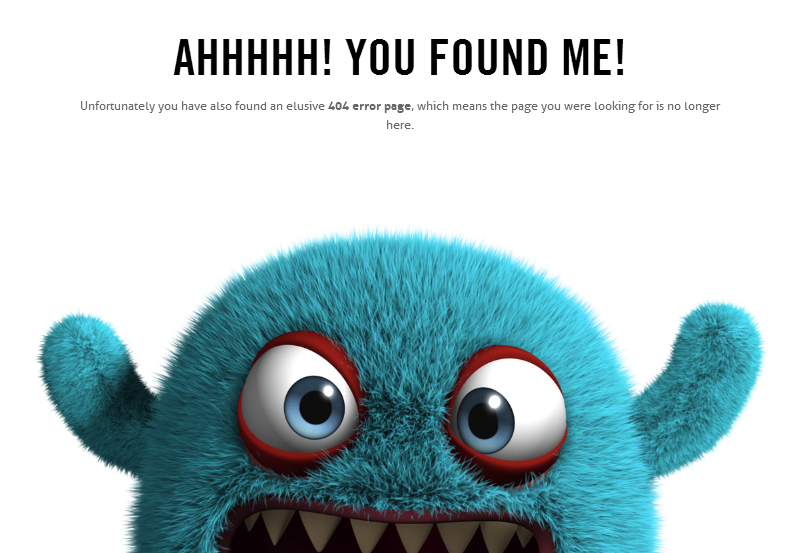 AHHHHH! YOU FOUND ME!
Unfortunately you have also found an elusive 404 error page, which means the page you were looking for is no longer
here.